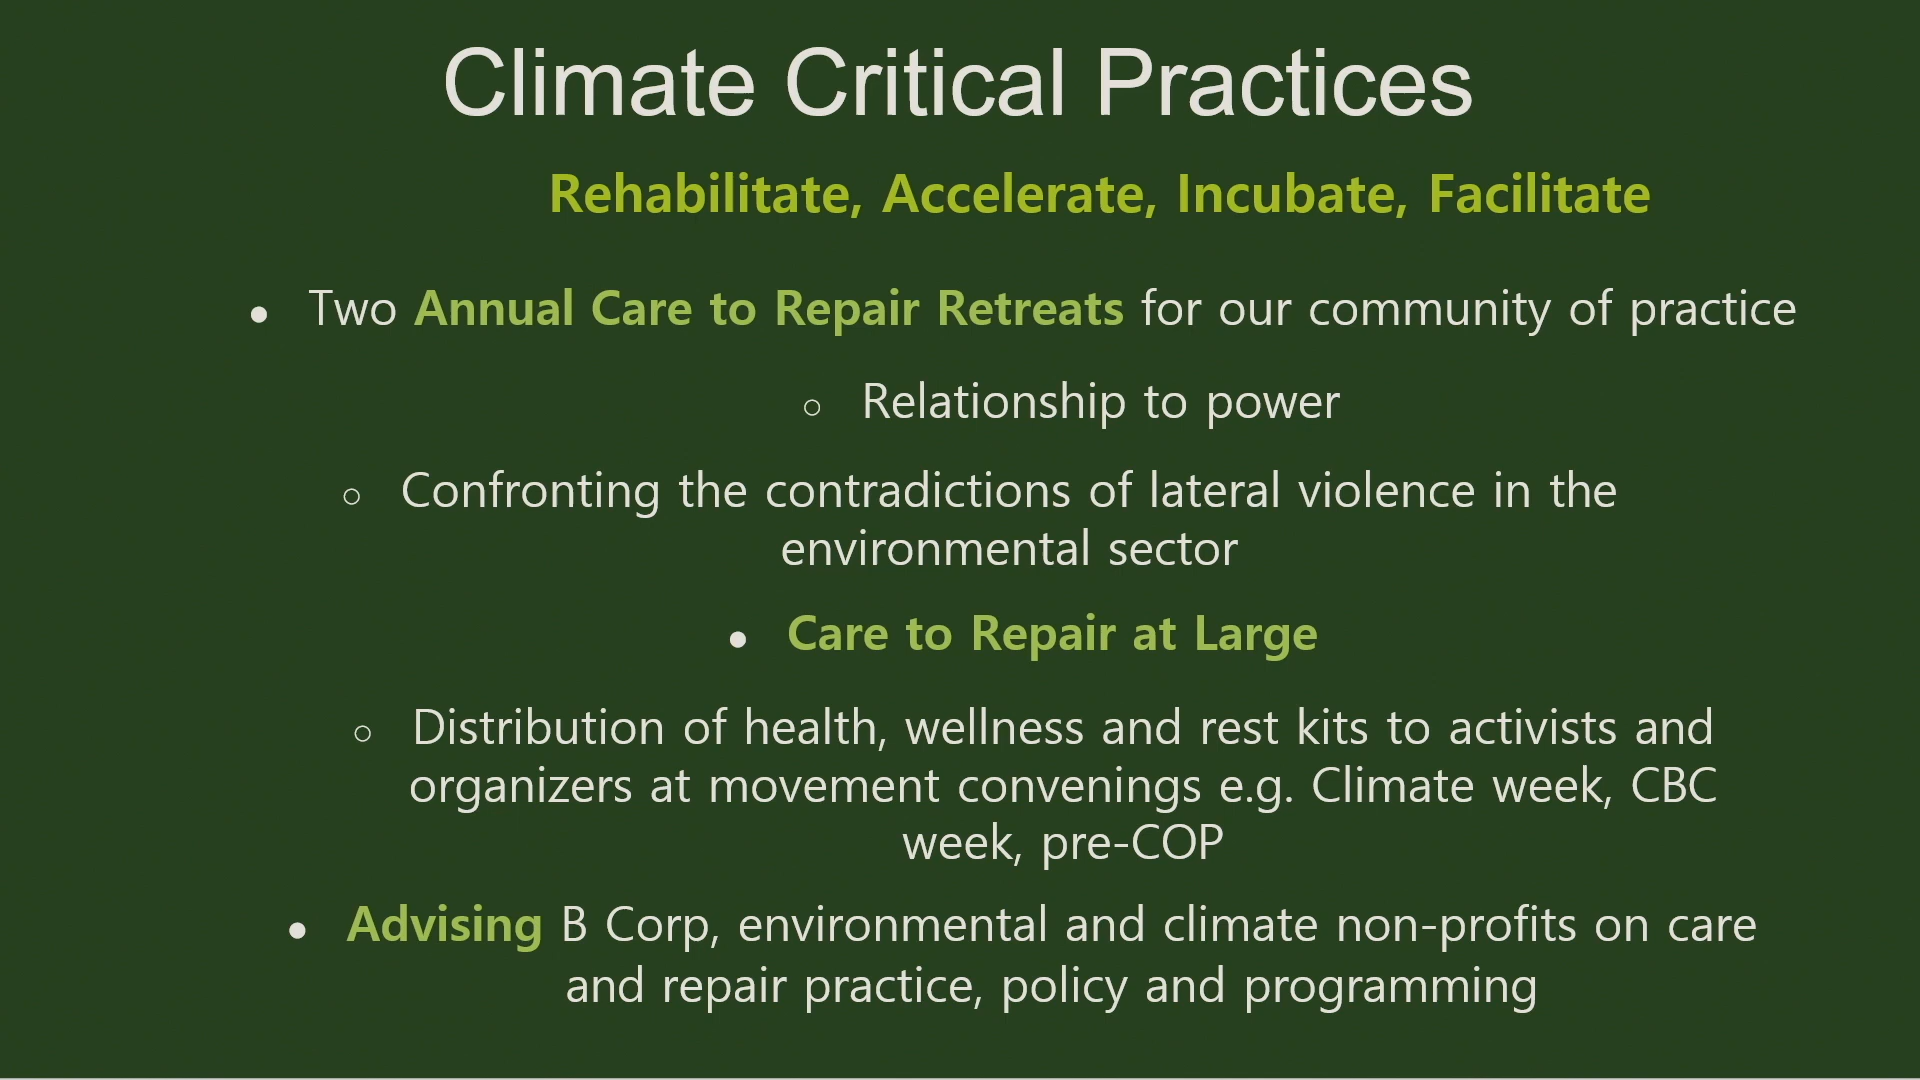 Climate Critical Practices
Rehabilitate, Accelerate, Incubate, Facilitate
● Two Annual Care to Repair Retreats for our community of practice
○ Relationship to power
○ Confronting the contradictions of lateral violence in the
environmental sector
● Care to Repair at Large
○ Distribution of health, wellness and rest kits to activists and
organizers at movement convenings e.g. Climate week, CBC
week, pre-COP
● Advising B Corp, environmental and climate non-profits on care
and repair practice, policy and programming